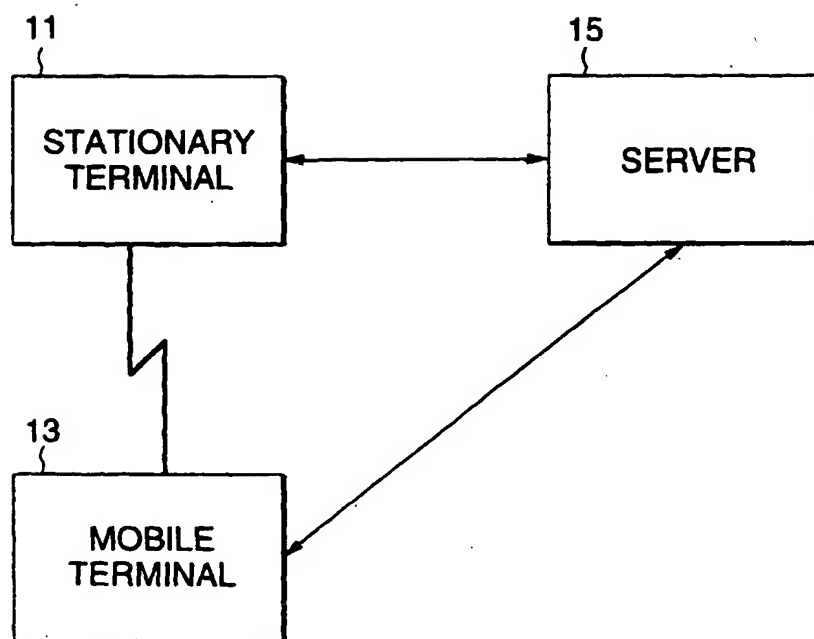 11
15
STATIONARY
TERMINAL
SERVER
13
MOBILE
TERMINAL